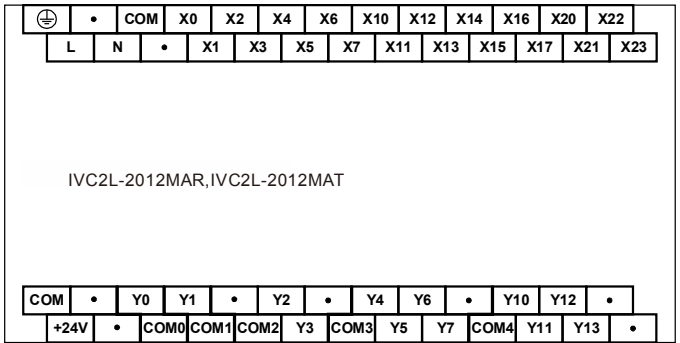 • COM X0 X2 X4 X6 X10 X12 X14 X16 X20 X22
L N • X1 X3 X5 X7 X11 X13 X15 X17 X21 X23
IVC2L-2012MAR,IVC2L-2012MAT
COM • Y0 Y1 • Y2 • Y4 Y6 • Y10 Y12 •
+24V • COM0 COM1 COM2 Y3 COM3 Y5 Y7 COM4 Y11 Y13 •